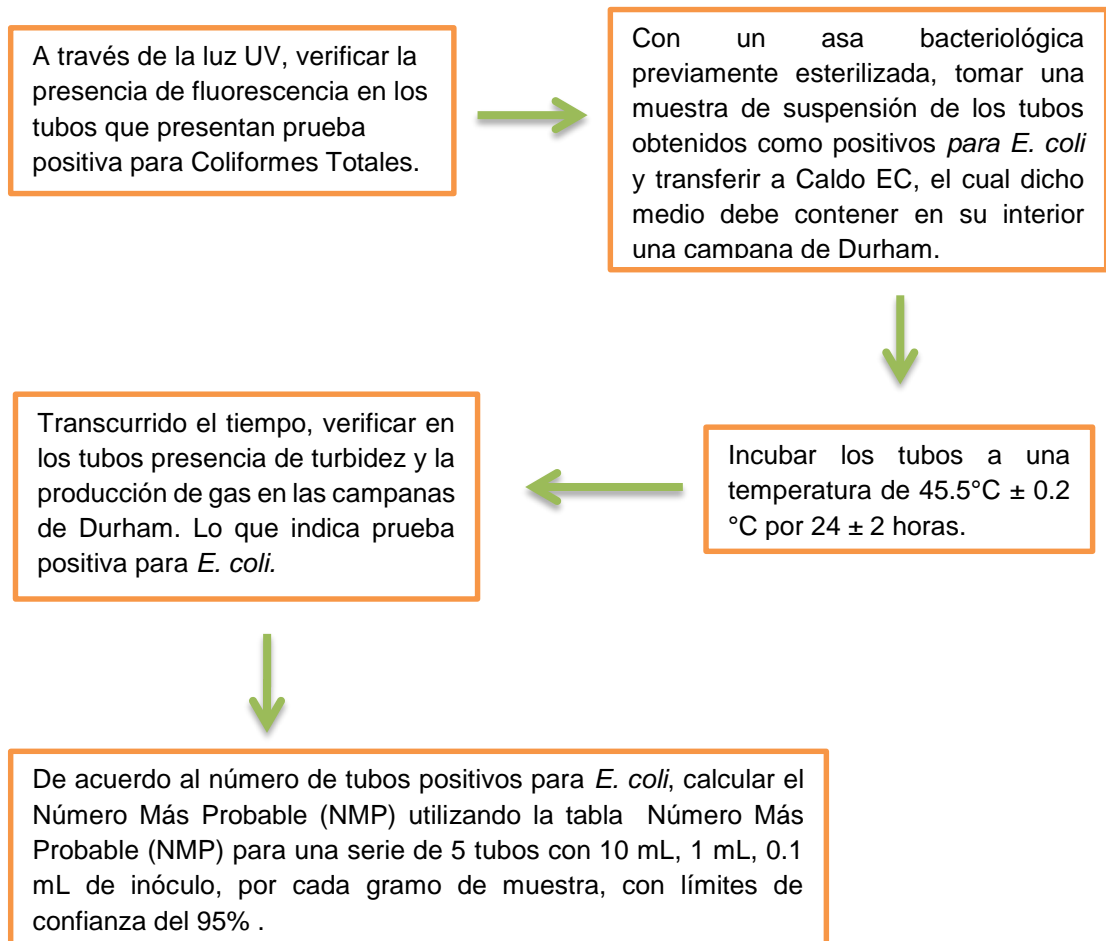 A través de la luz UV, verificar la
presencia de fluorescencia en los
tubos que presentan prueba
positiva para Coliformes Totales.
Con un asa bacteriológica
previamente esterilizada, tomar una
muestra de suspensión de los tubos
obtenidos como positivos para E. coli
y transferir a Caldo EC, el cual dicho
medio debe contener en su interior
una campana de Durham.
Incubar los tubos a una
temperatura de 45.5°C ± 0.2
°C por 24 ± 2 horas.
Transcurrido el tiempo, verificar en
los tubos presencia de turbidez y la
producción de gas en las campanas
de Durham. Lo que indica prueba
positiva para E. coli.
De acuerdo al número de tubos positivos para E. coli, calcular el
Número Más Probable (NMP) utilizando la tabla Número Más
Probable (NMP) para una serie de 5 tubos con 10 mL, 1 mL, 0.1
mL de inóculo, por cada gramo de muestra, con límites de
confianza del 95% .